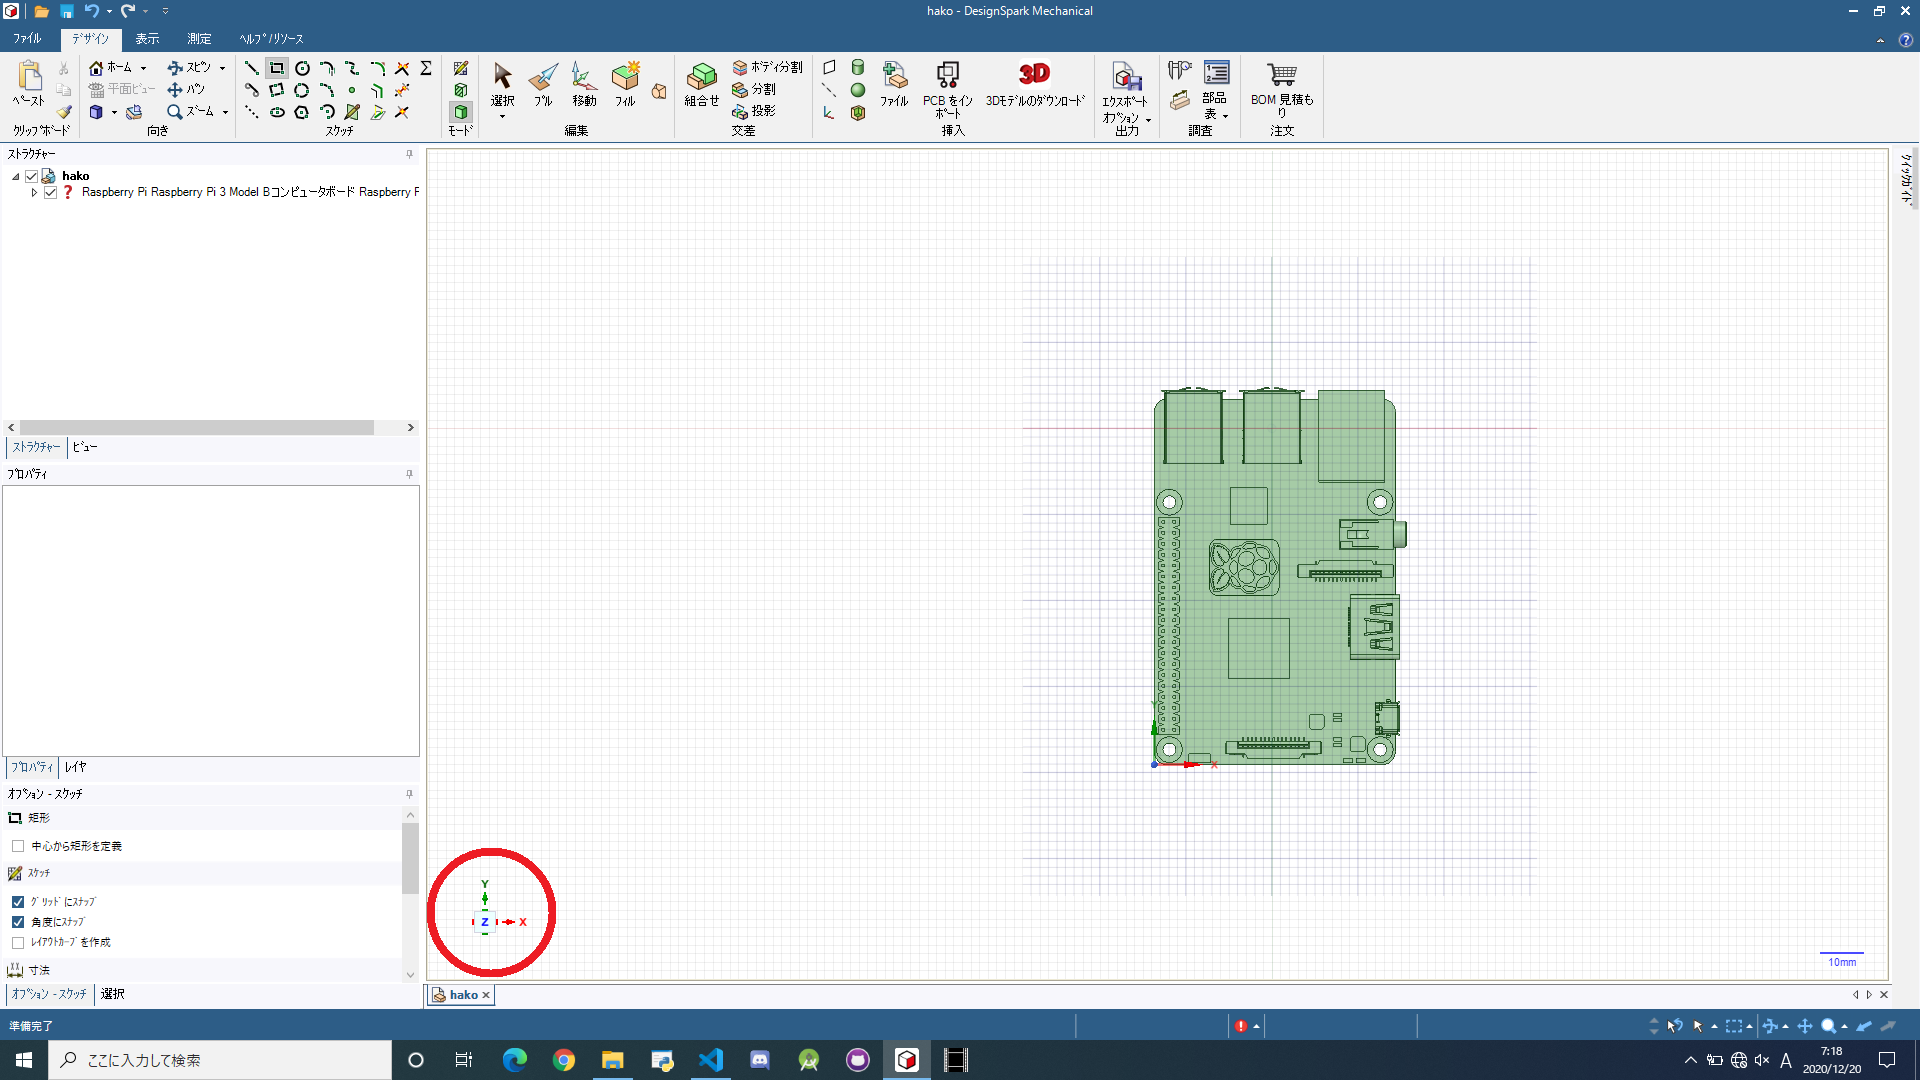 hako - DesignSpark Mechanical
ファイル デザイン 表示 測定 ヘルプ/リソース
ペースト
クリップボード
ホーム
平面ビュー
スピン
パン
ズーム
向き
スケッチ
モード
選択
プル
移動
フィル
編集
組合せ
ボディ分割
分割
投影
交差
ファイル
PCB をイン
ポート
3D
3Dモデルのダウンロード
挿入
エクスポート
オプション
出力
部品
表
調査
BOM 見積も
り
注文
ストラクチャー
hako
Raspberry Pi Raspberry Pi 3 Model Bコンピュータボード Raspberry P
ストラクチャー ビュー
プロパティ
プロパティ レイヤ
オプション - スケッチ
矩形
中心から矩形を定義
スケッチ
グリッドにスナップ
角度にスナップ
レイアウトカーブを作成
寸法
オプション - スケッチ 選択
クイックガイド
Y
X
Y
Z X
10mm
hako
準備完了
ここに入力して検索
A
7:18
2020/12/20